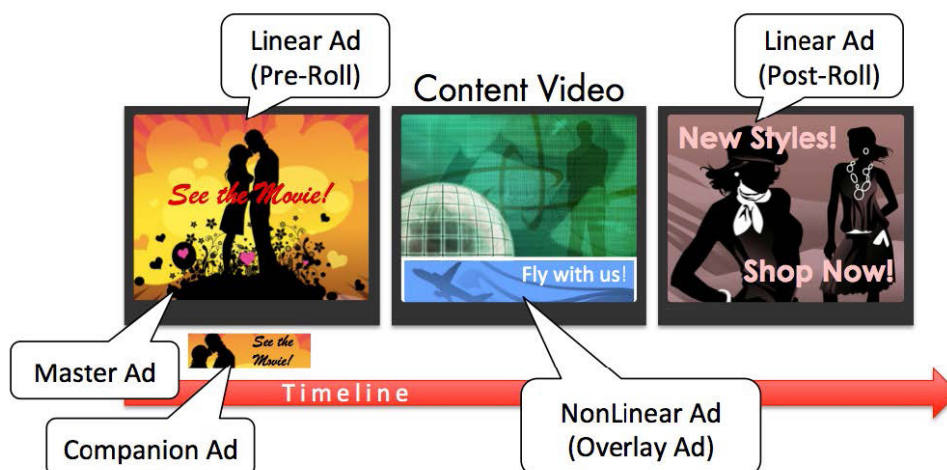 Linear Ad
(Pre-Roll)
Linear Ad
(Post-Roll)
Content Video
See the Movie!
New Styles!
Fly with us!
Shop Now!
See the
Movie!
Master Ad
Timeline
Companion Ad
NonLinear Ad
(Overlay Ad)